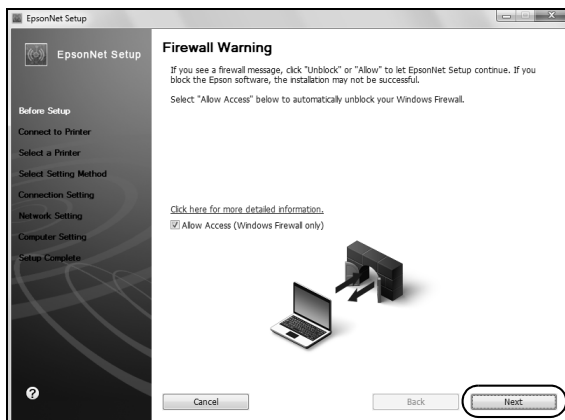 EpsonNet Setup
EpsonNet Setup
Before Setup
Connect to Printer
Select a Printer
Select Setting Method
Connection Setting
Network Setting
Computer Setting
Setup Complete
Firewall Warning
If you see a firewall message, click "Unblock" or "Allow" to let EpsonNet Setup continue. If you
block the Epson software, the installation may not be successful.
Select "Allow Access" below to automatically unblock your Windows Firewall.
Click here for more detailed information.
Allow Access (Windows Firewall only)
?
Cancel
Back
Next